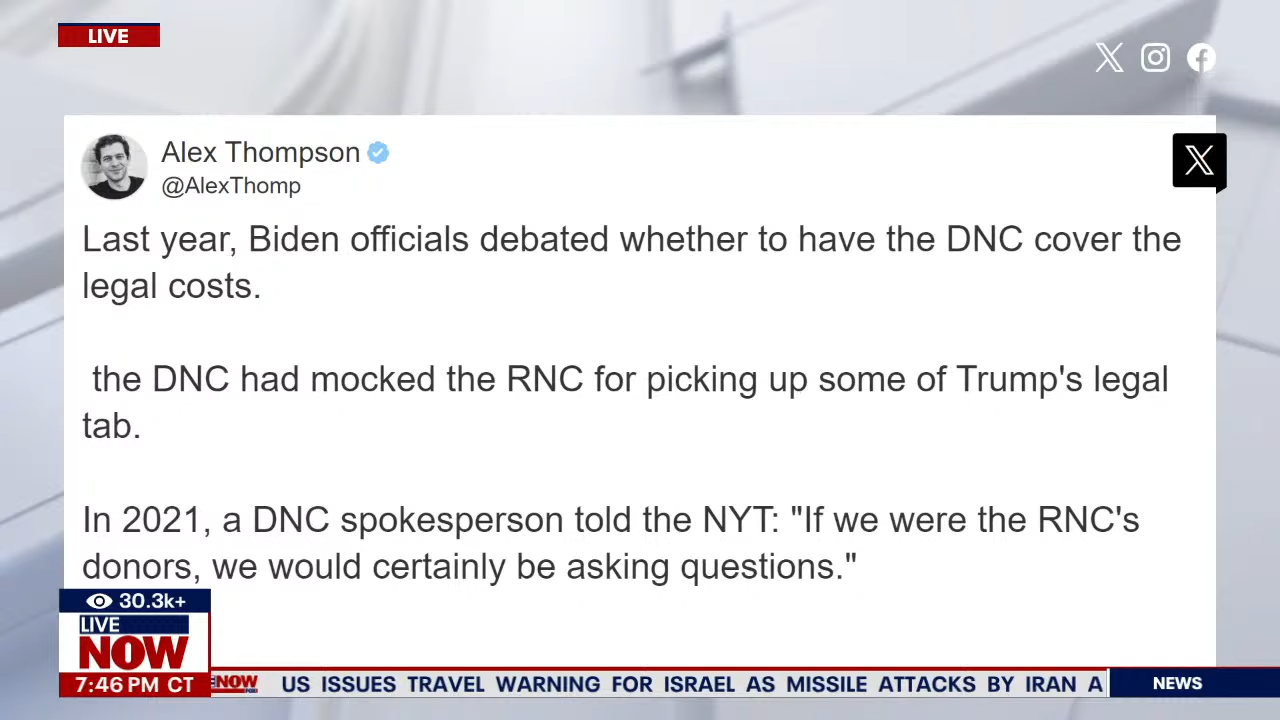 LIVE
Alex Thompson
@AlexThomp
Last year, Biden officials debated whether to have the DNC cover the
legal costs.
the DNC had mocked the RNC for picking up some of Trump's legal
tab.
In 2021, a DNC spokesperson told the NYT: "If we were the RNC's
donors, we would certainly be asking questions."
30.3k+
LIVE
NOW
7:46 PM CT
NOW US ISSUES TRAVEL WARNING FOR ISRAEL AS MISSILE ATTACKS BY IRAN A
NEWS